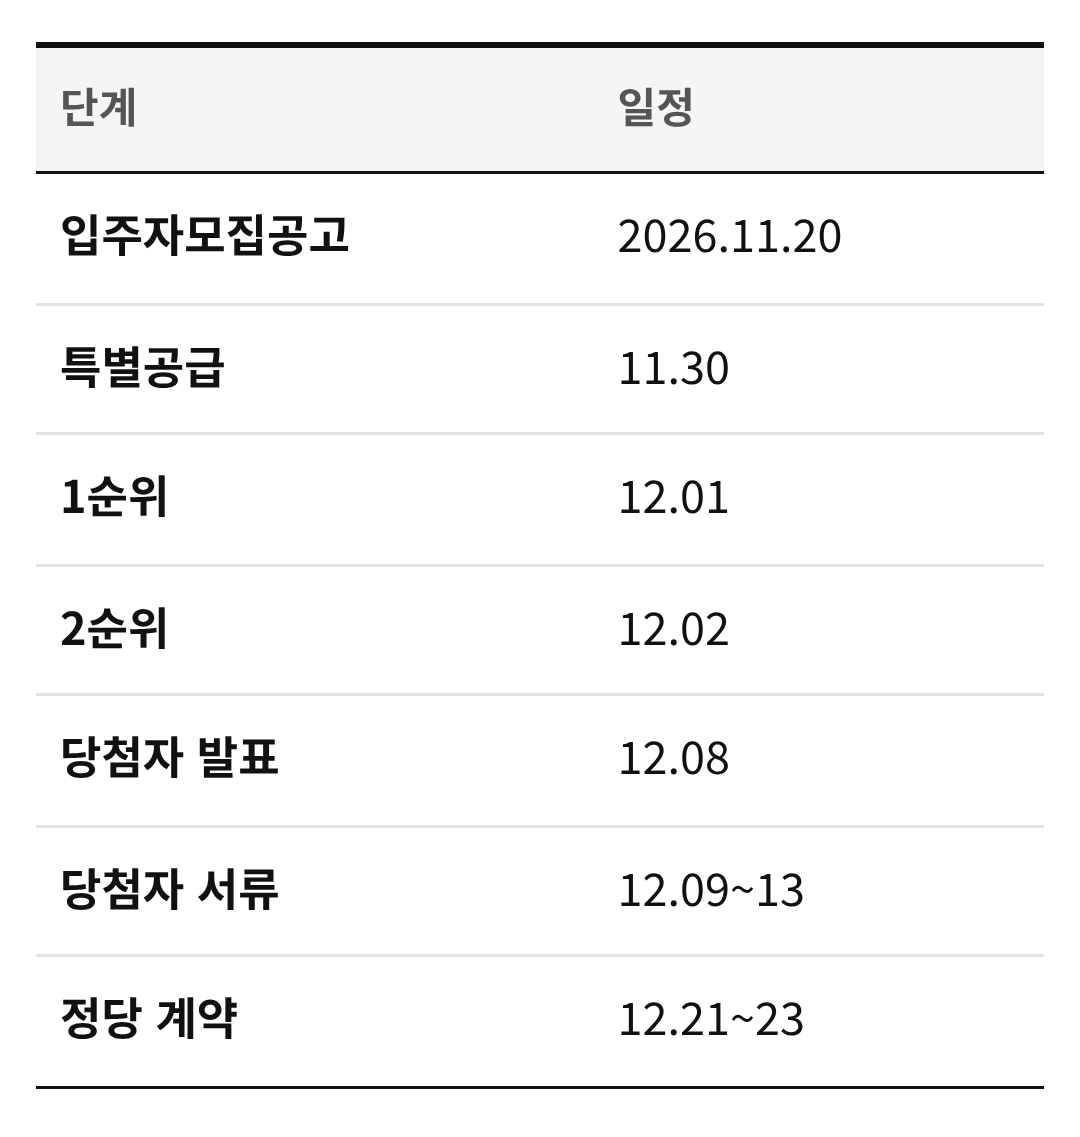 단계 일정
입주자모집공고 2026.11.20
특별공급 11.30
1순위 12.01
2순위 12.02
당첨자 발표 12.08
당첨자 서류 12.09~13
정당 계약 12.21~23